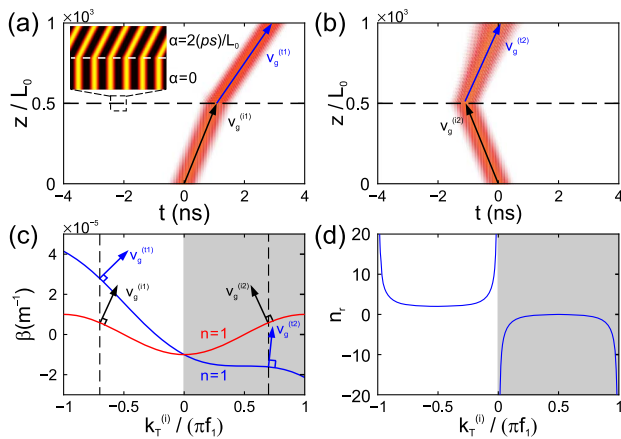 (a)
1 ×10³
z / L₀
0.5
0
α=2(ps)/L₀
α=0
v_g^(t1)
v_g^(i1)
−4 −2 0 2 4
t (ns)
(b)
1 ×10³
z / L₀
0.5
0
v_g^(t2)
v_g^(i2)
−4 −2 0 2 4
t (ns)
(c)
×10⁻⁵
β(m⁻¹)
4
2
0
−2
v_g^(t1)
v_g^(i1)
v_g^(i2)
v_g^(t2)
n=1
n=1
−1 −0.5 0 0.5 1
k_T^(i) / (πf₁)
(d)
n_r
20
10
0
−10
−20
−1 −0.5 0 0.5 1
k_T^(i) / (πf₁)